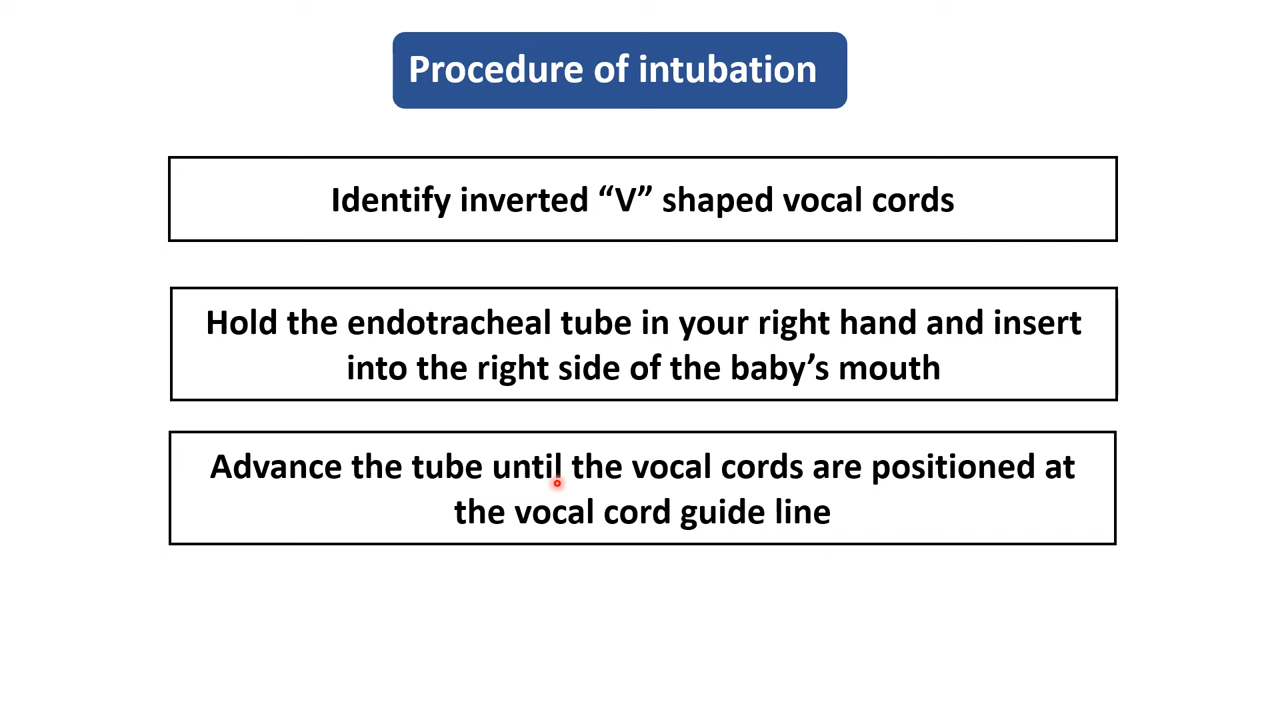 Procedure of intubation
Identify inverted “V” shaped vocal cords
Hold the endotracheal tube in your right hand and insert
into the right side of the baby’s mouth
Advance the tube until the vocal cords are positioned at
the vocal cord guide line